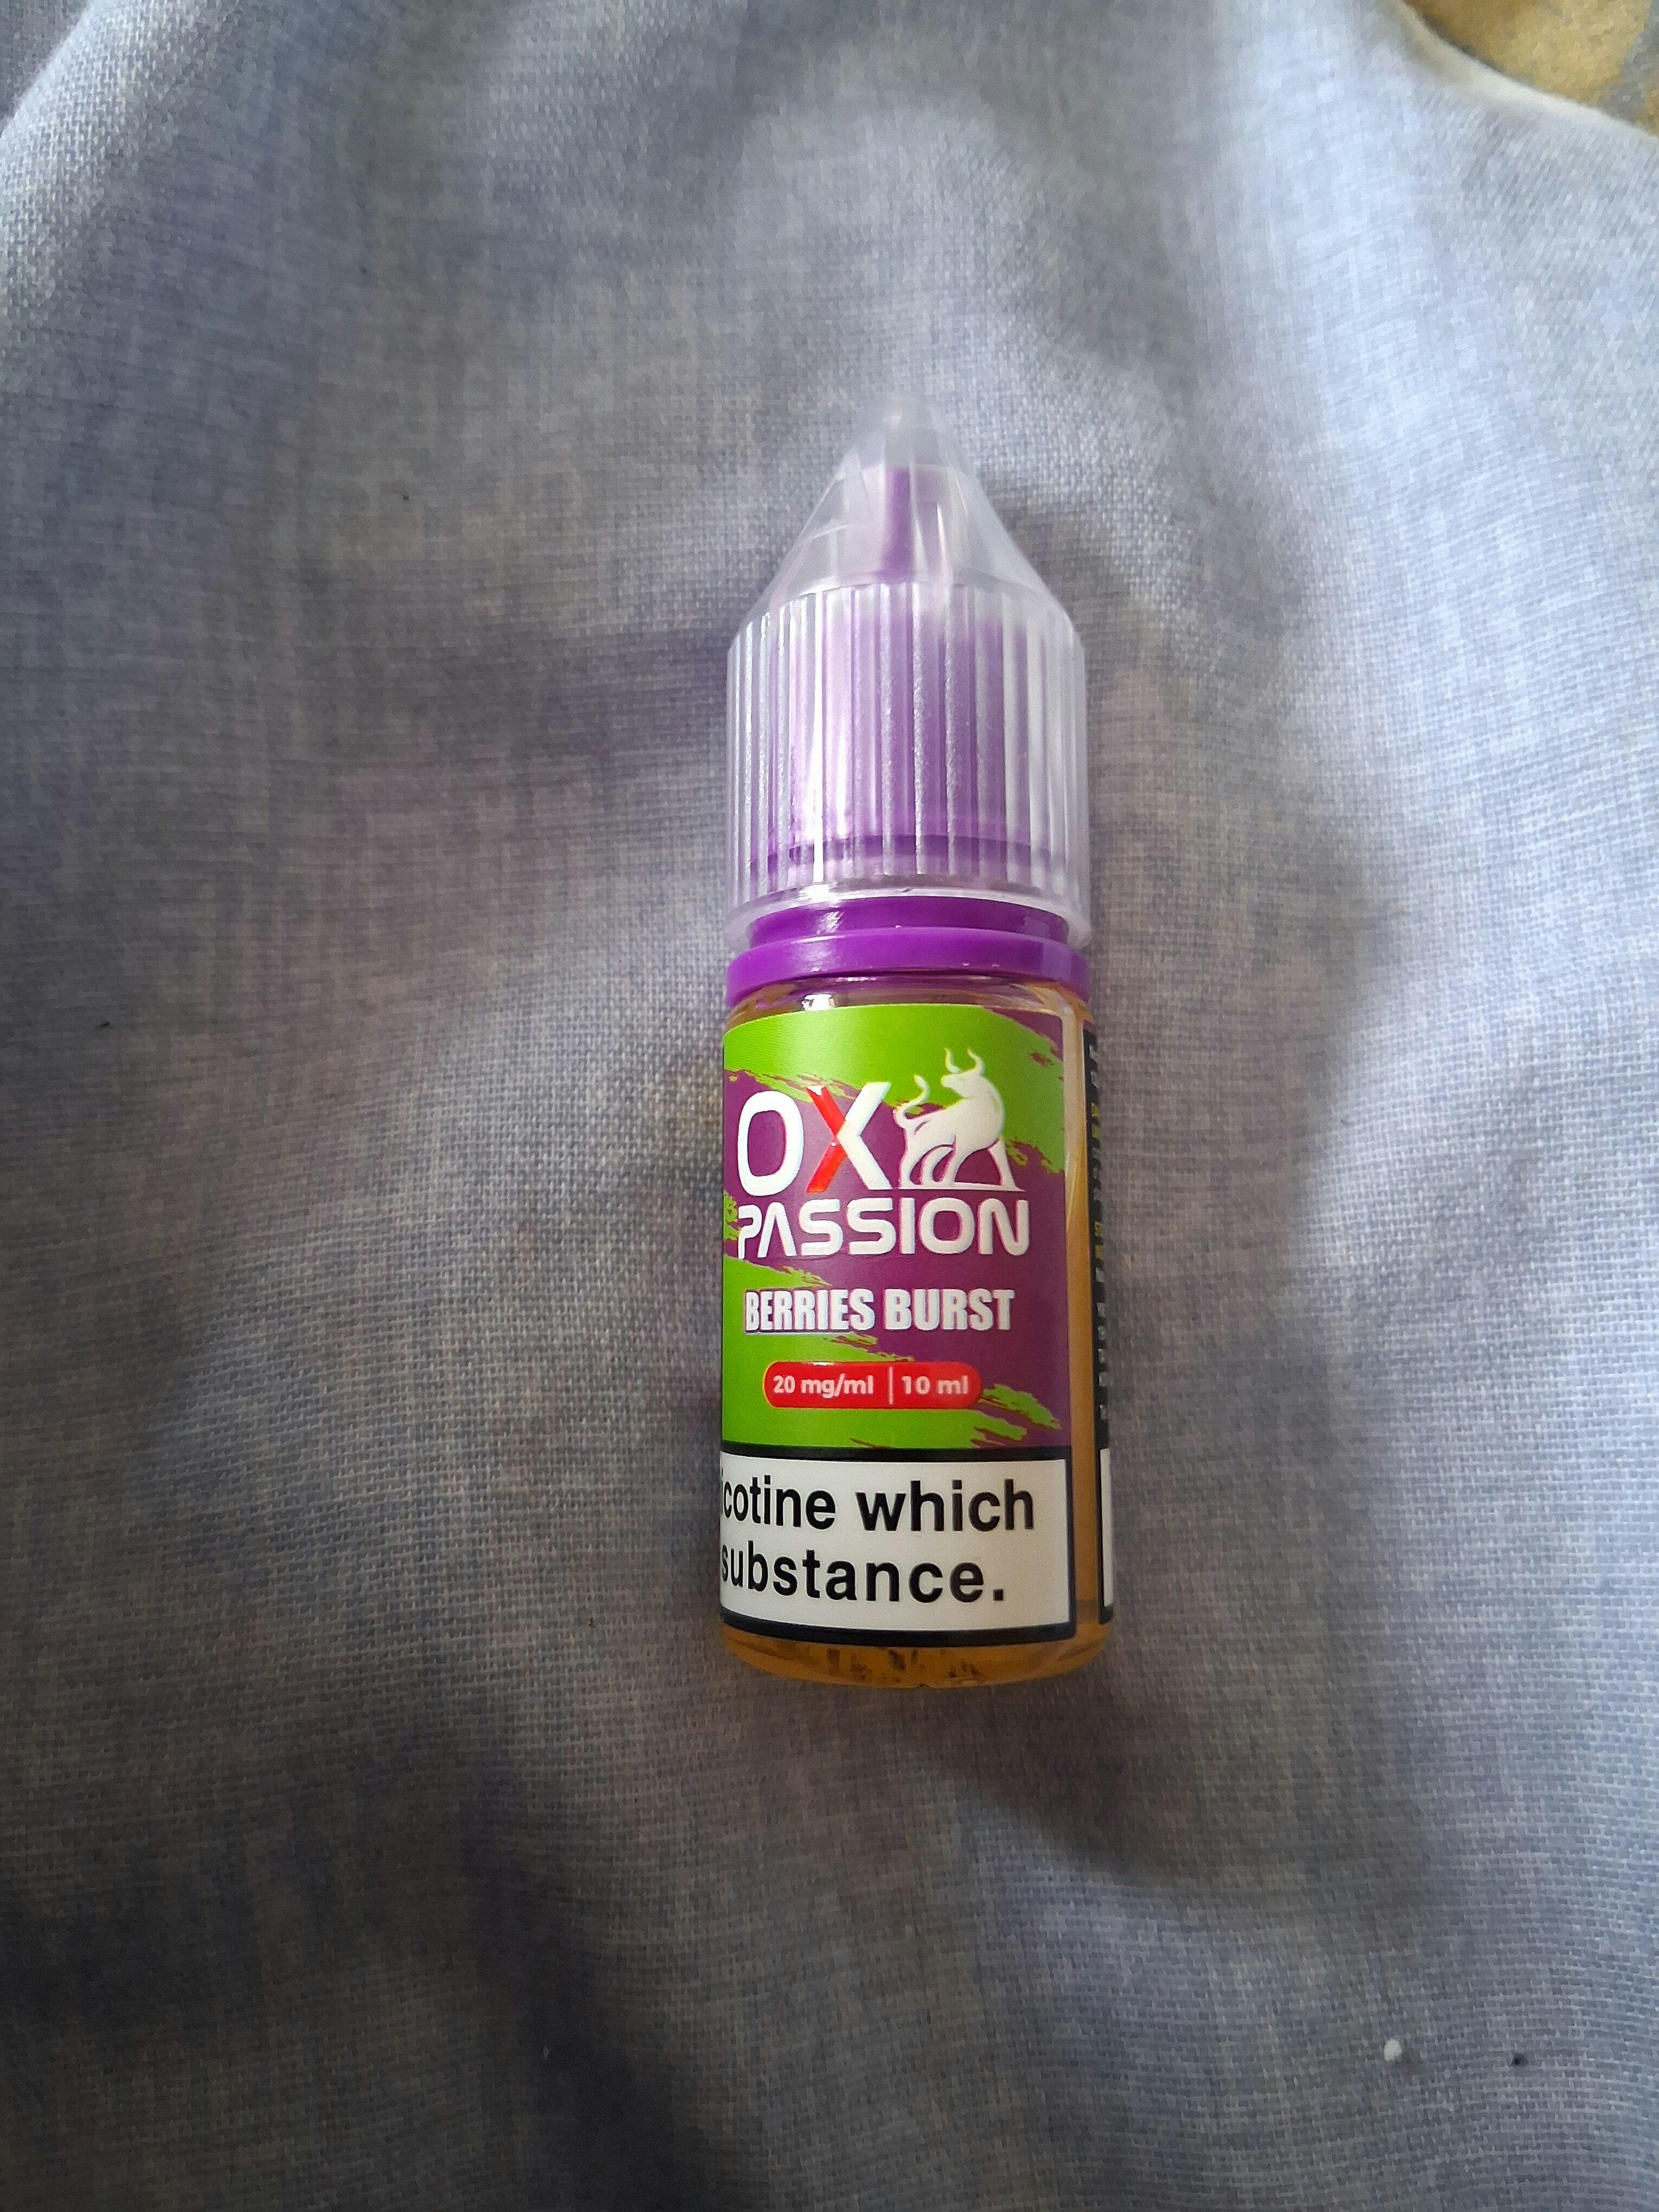 OX
PASSION
BERRIES BURST
20 mg/ml | 10 ml
icotine which
substance.